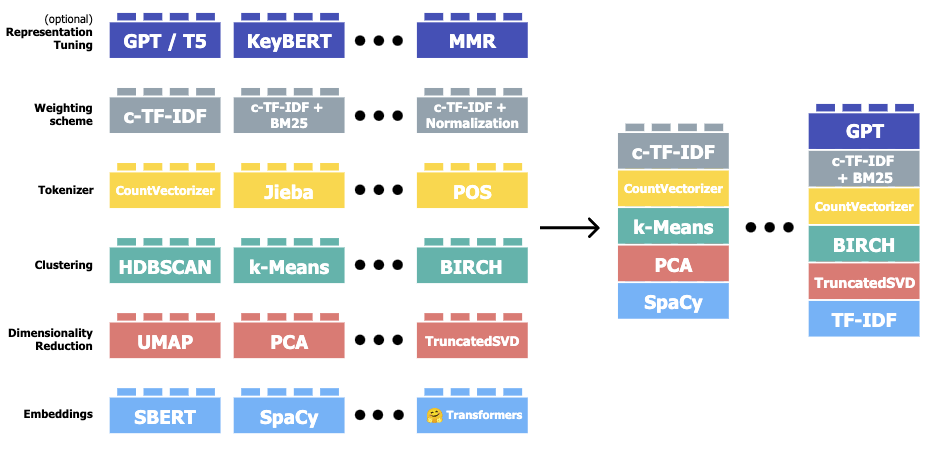 (optional)
Representation
Tuning
GPT / T5
KeyBERT
MMR
Weighting
scheme
c-TF-IDF
c-TF-IDF +
BM25
c-TF-IDF +
Normalization
Tokenizer
CountVectorizer
Jieba
POS
Clustering
HDBSCAN
k-Means
BIRCH
Dimensionality
Reduction
UMAP
PCA
TruncatedSVD
Embeddings
SBERT
SpaCy
🤗 Transformers
c-TF-IDF
CountVectorizer
k-Means
PCA
SpaCy
GPT
c-TF-IDF
+ BM25
CountVectorizer
BIRCH
TruncatedSVD
TF-IDF